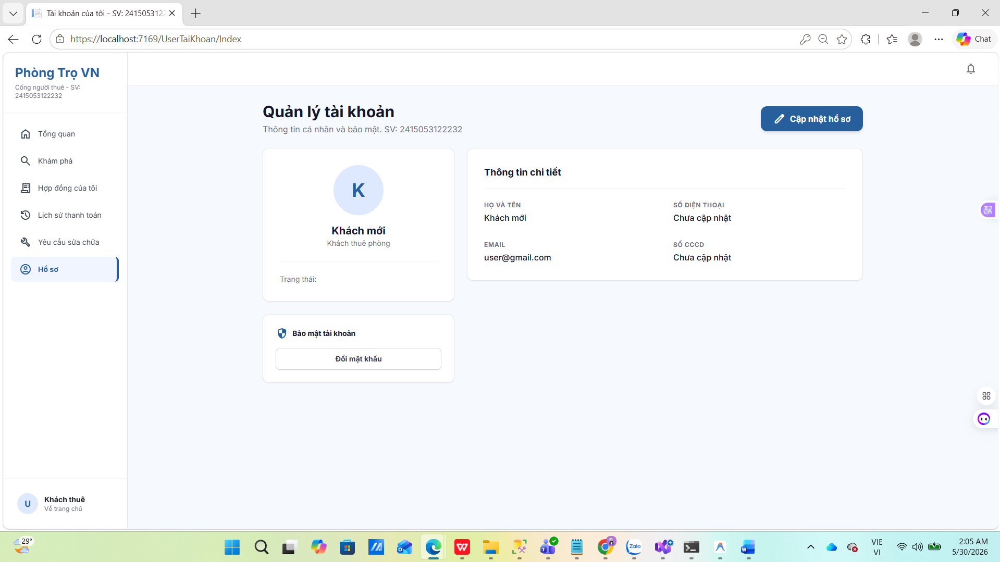 Tài khoản của tôi - SV: 2415053122
https://localhost:7169/UserTaiKhoan/Index
Chat
Phòng Trọ VN
Cổng người thuê - SV:
2415053122232
Tổng quan
Khám phá
Hợp đồng của tôi
Lịch sử thanh toán
Yêu cầu sửa chữa
Hồ sơ
Quản lý tài khoản
Thông tin cá nhân và bảo mật. SV: 2415053122232
Cập nhật hồ sơ
K
Khách mới
Khách thuê phòng
Trạng thái:
Bảo mật tài khoản
Đổi mật khẩu
Thông tin chi tiết
HỌ VÀ TÊN
Khách mới
SỐ ĐIỆN THOẠI
Chưa cập nhật
EMAIL
user@gmail.com
SỐ CCCD
Chưa cập nhật
U
Khách thuê
Về trang chủ
29°
Zalo
VIE
VI
2:05 AM
5/30/2026